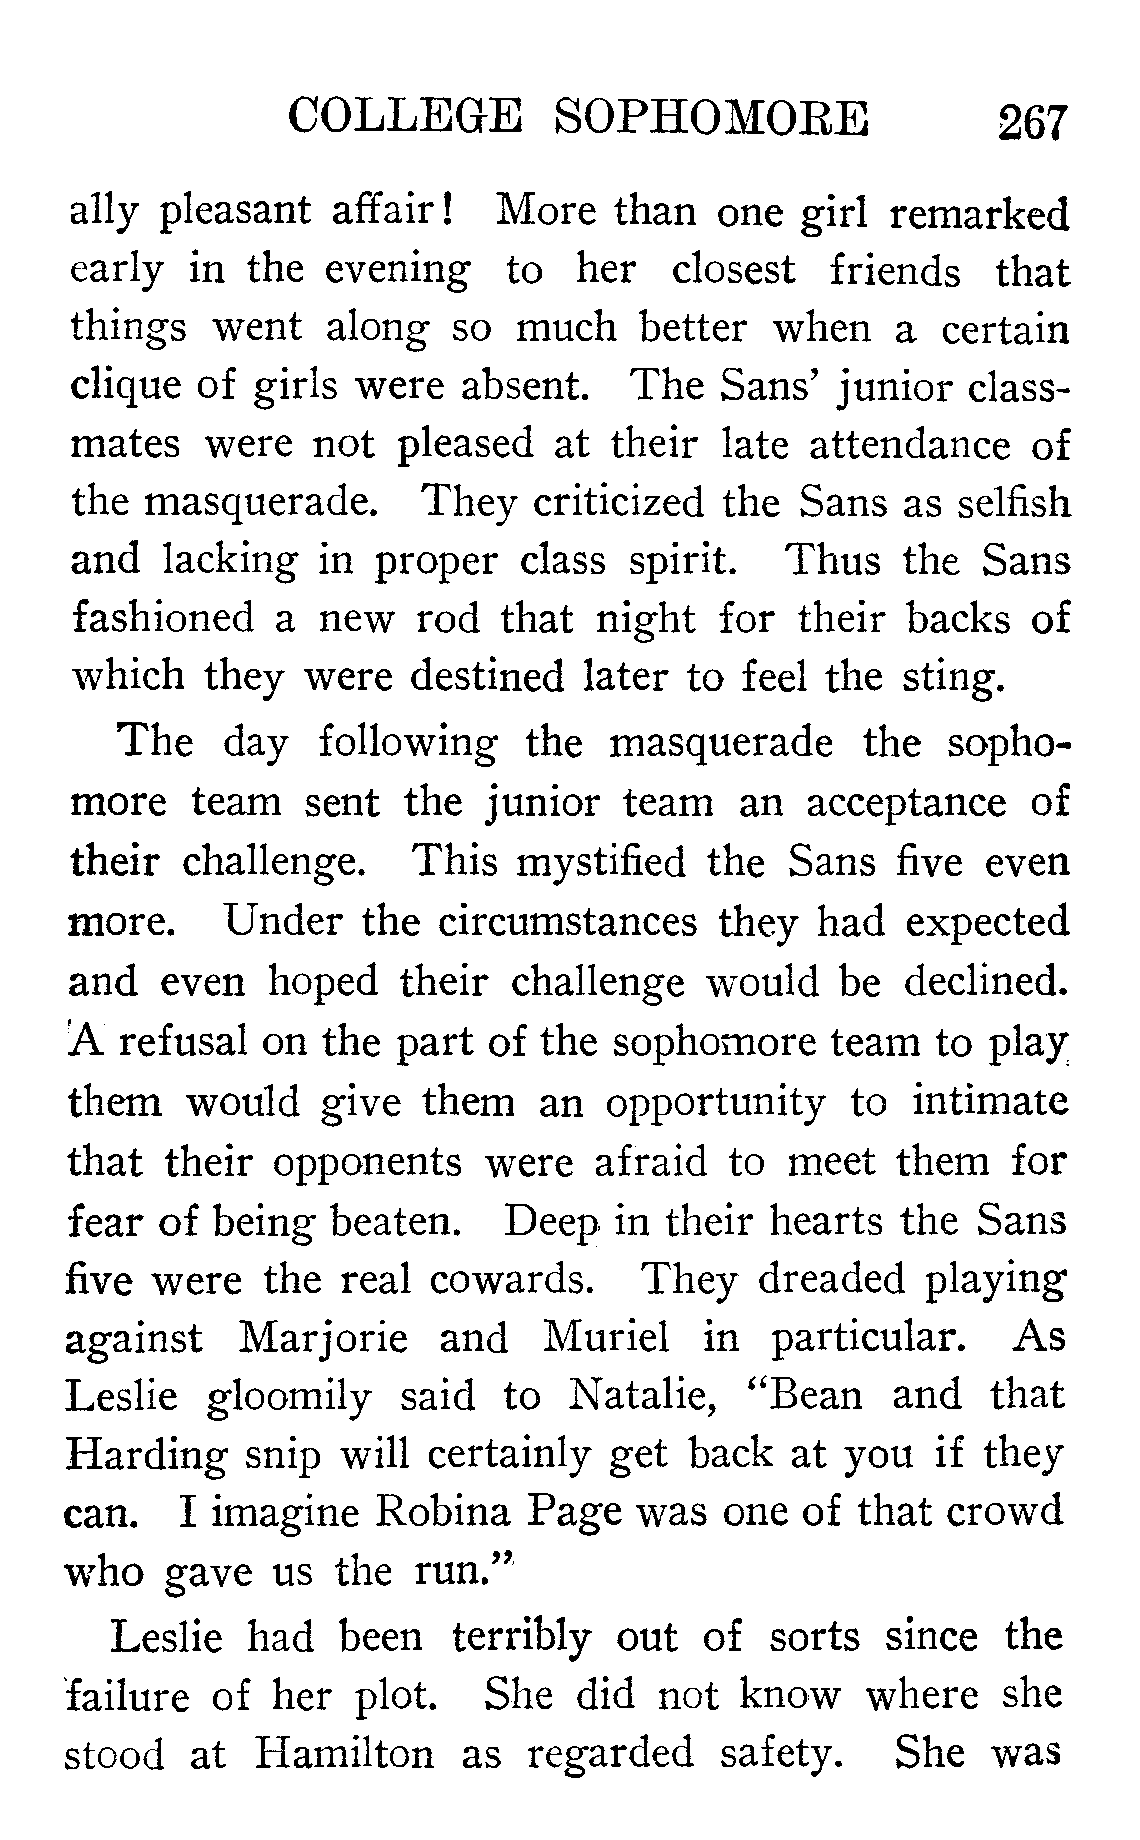 COLLEGE SOPHOMORE 267
ally pleasant affair! More than one girl remarked
early in the evening to her closest friends that
things went along so much better when a certain
clique of girls were absent. The Sans’ junior class-
mates were not pleased at their late attendance of
the masquerade. They criticized the Sans as selfish
and lacking in proper class spirit. Thus the Sans
fashioned a new rod that night for their backs of
which they were destined later to feel the sting.
The day following the masquerade the sopho-
more team sent the junior team an acceptance of
their challenge. This mystified the Sans five even
more. Under the circumstances they had expected
and even hoped their challenge would be declined.
A refusal on the part of the sophomore team to play
them would give them an opportunity to intimate
that their opponents were afraid to meet them for
fear of being beaten. Deep in their hearts the Sans
five were the real cowards. They dreaded playing
against Marjorie and Muriel in particular. As
Leslie gloomily said to Natalie, “Bean and that
Harding snip will certainly get back at you if they
can. I imagine Robina Page was one of that crowd
who gave us the run.”
Leslie had been terribly out of sorts since the
failure of her plot. She did not know where she
stood at Hamilton as regarded safety. She was